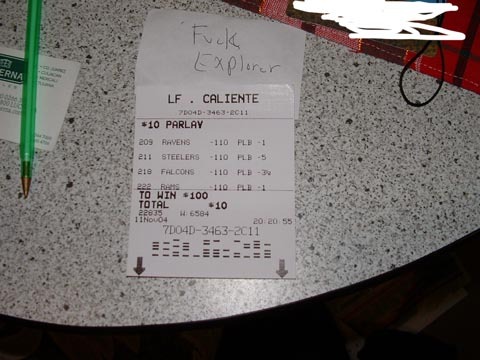 Fuck
Explorer
LF . CALIENTE
7D04D-3463-2C11
*10 PARLAY
209 RAVENS -110 PLB -1
211 STEELERS -110 PLB -5
218 FALCONS -110 PLB -3½
222 RAMS -110 PLB -1
TO WIN *100
TOTAL *10
22835 W 6584
11Nov04 20 20 55
7D04D-3463-2C11